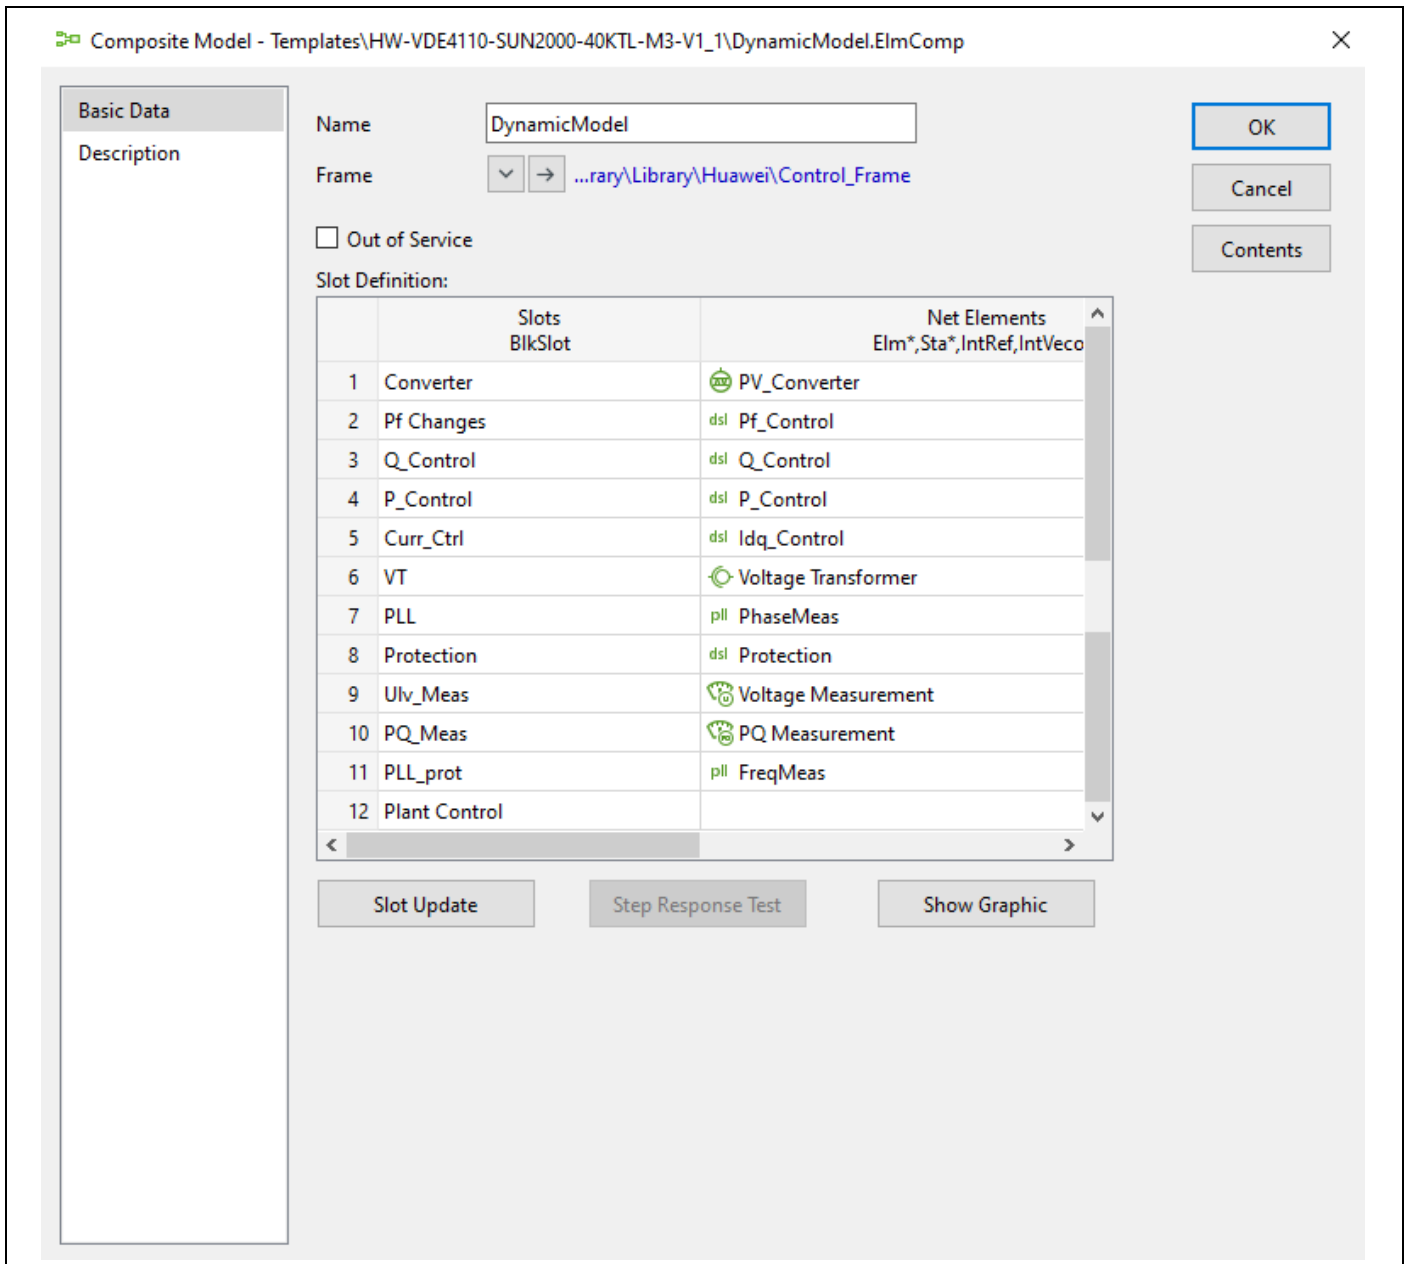 Composite Model - Templates\HW-VDE4110-SUN2000-40KTL-M3-V1_1\DynamicModel.ElmComp
Basic Data
Description
Name DynamicModel
Frame ...rary\Library\Huawei\Control_Frame
Out of Service
Slot Definition:
OK
Cancel
Contents
Slots Net Elements
BlkSlot Elm*,Sta*,IntRef,IntVeco
1 Converter PV_Converter
2 Pf Changes dsl Pf_Control
3 Q_Control dsl Q_Control
4 P_Control dsl P_Control
5 Curr_Ctrl dsl Idq_Control
6 VT Voltage Transformer
7 PLL pll PhaseMeas
8 Protection dsl Protection
9 Ulv_Meas Voltage Measurement
10 PQ_Meas PQ Measurement
11 PLL_prot pll FreqMeas
12 Plant Control
Slot Update Step Response Test Show Graphic